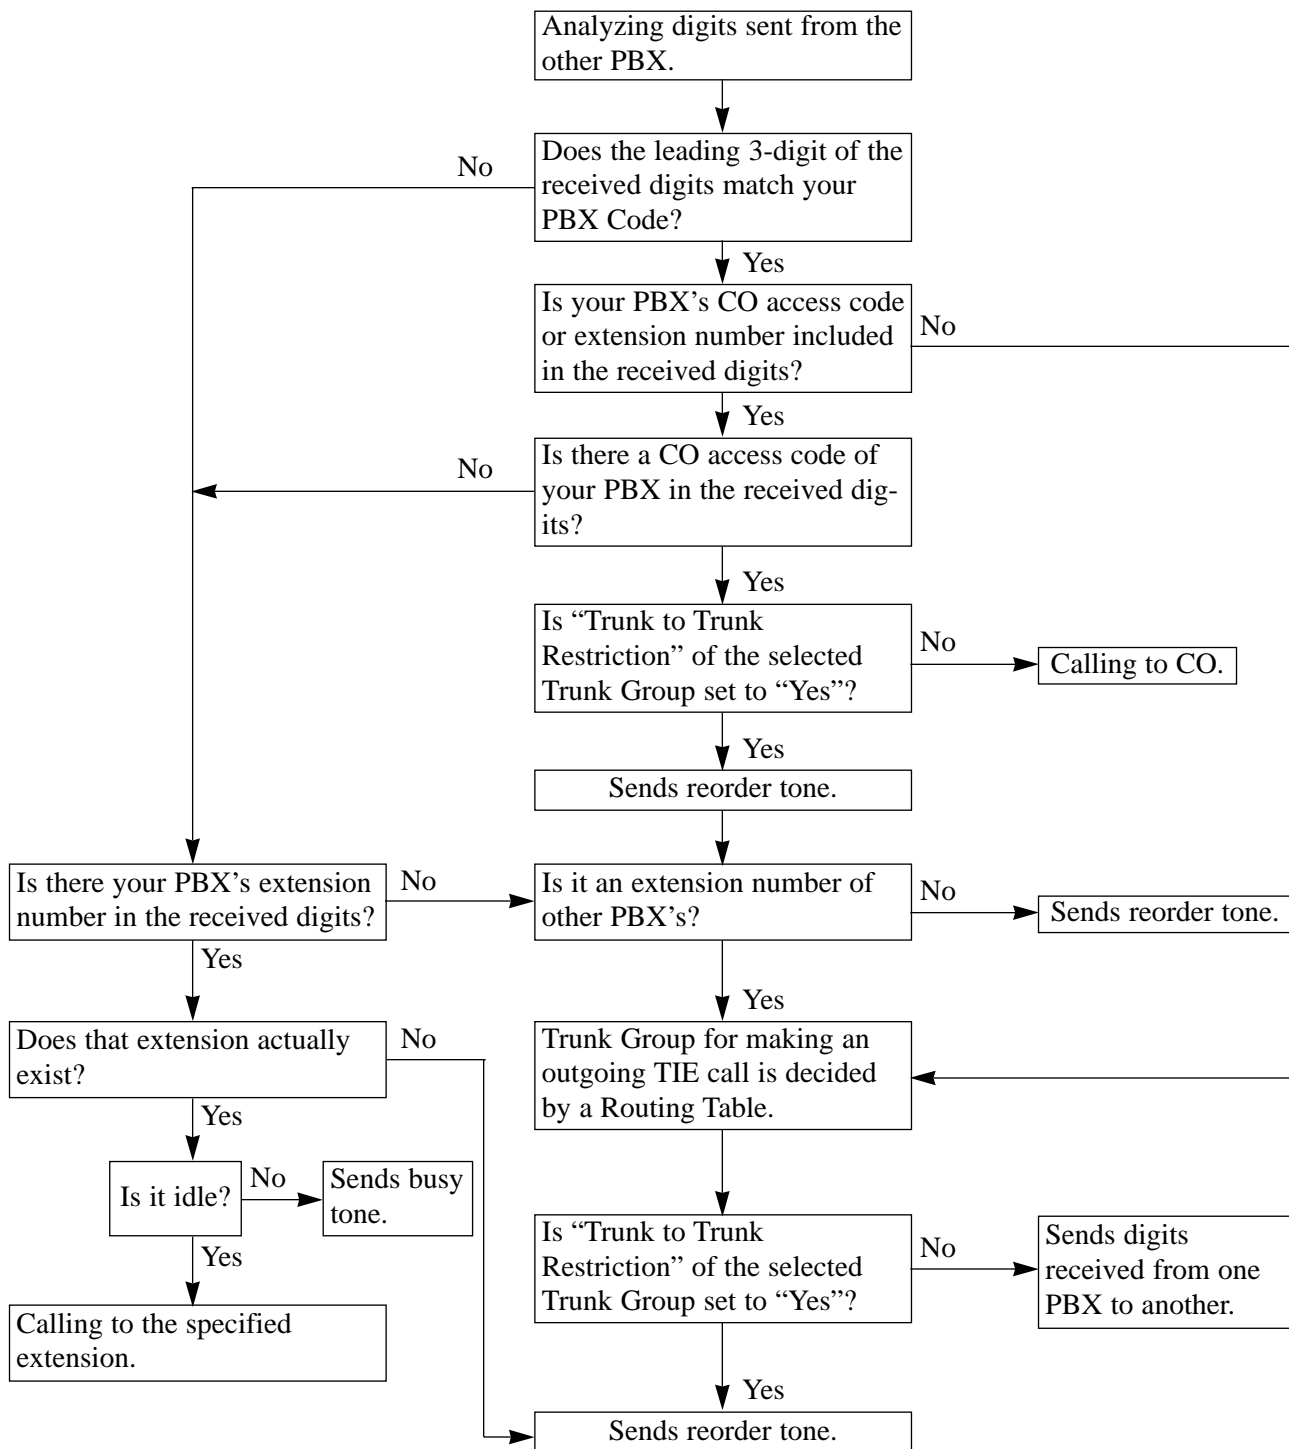 Analyzing digits sent from the
other PBX.
No
Does the leading 3-digit of the
received digits match your
PBX Code?
Yes
Is your PBX’s CO access code
or extension number included
in the received digits?
No
Yes
No
Is there a CO access code of
your PBX in the received dig-
its?
Yes
Is “Trunk to Trunk
Restriction” of the selected
Trunk Group set to “Yes”?
No
Calling to CO.
Yes
Sends reorder tone.
Is there your PBX’s extension
number in the received digits?
No
Is it an extension number of
other PBX’s?
No
Sends reorder tone.
Yes
Yes
Does that extension actually
exist?
No
Trunk Group for making an
outgoing TIE call is decided
by a Routing Table.
Yes
Is it idle?
No
Sends busy
tone.
Yes
Is “Trunk to Trunk
Restriction” of the selected
Trunk Group set to “Yes”?
No
Sends digits
received from one
PBX to another.
Calling to the specified
extension.
Yes
Sends reorder tone.